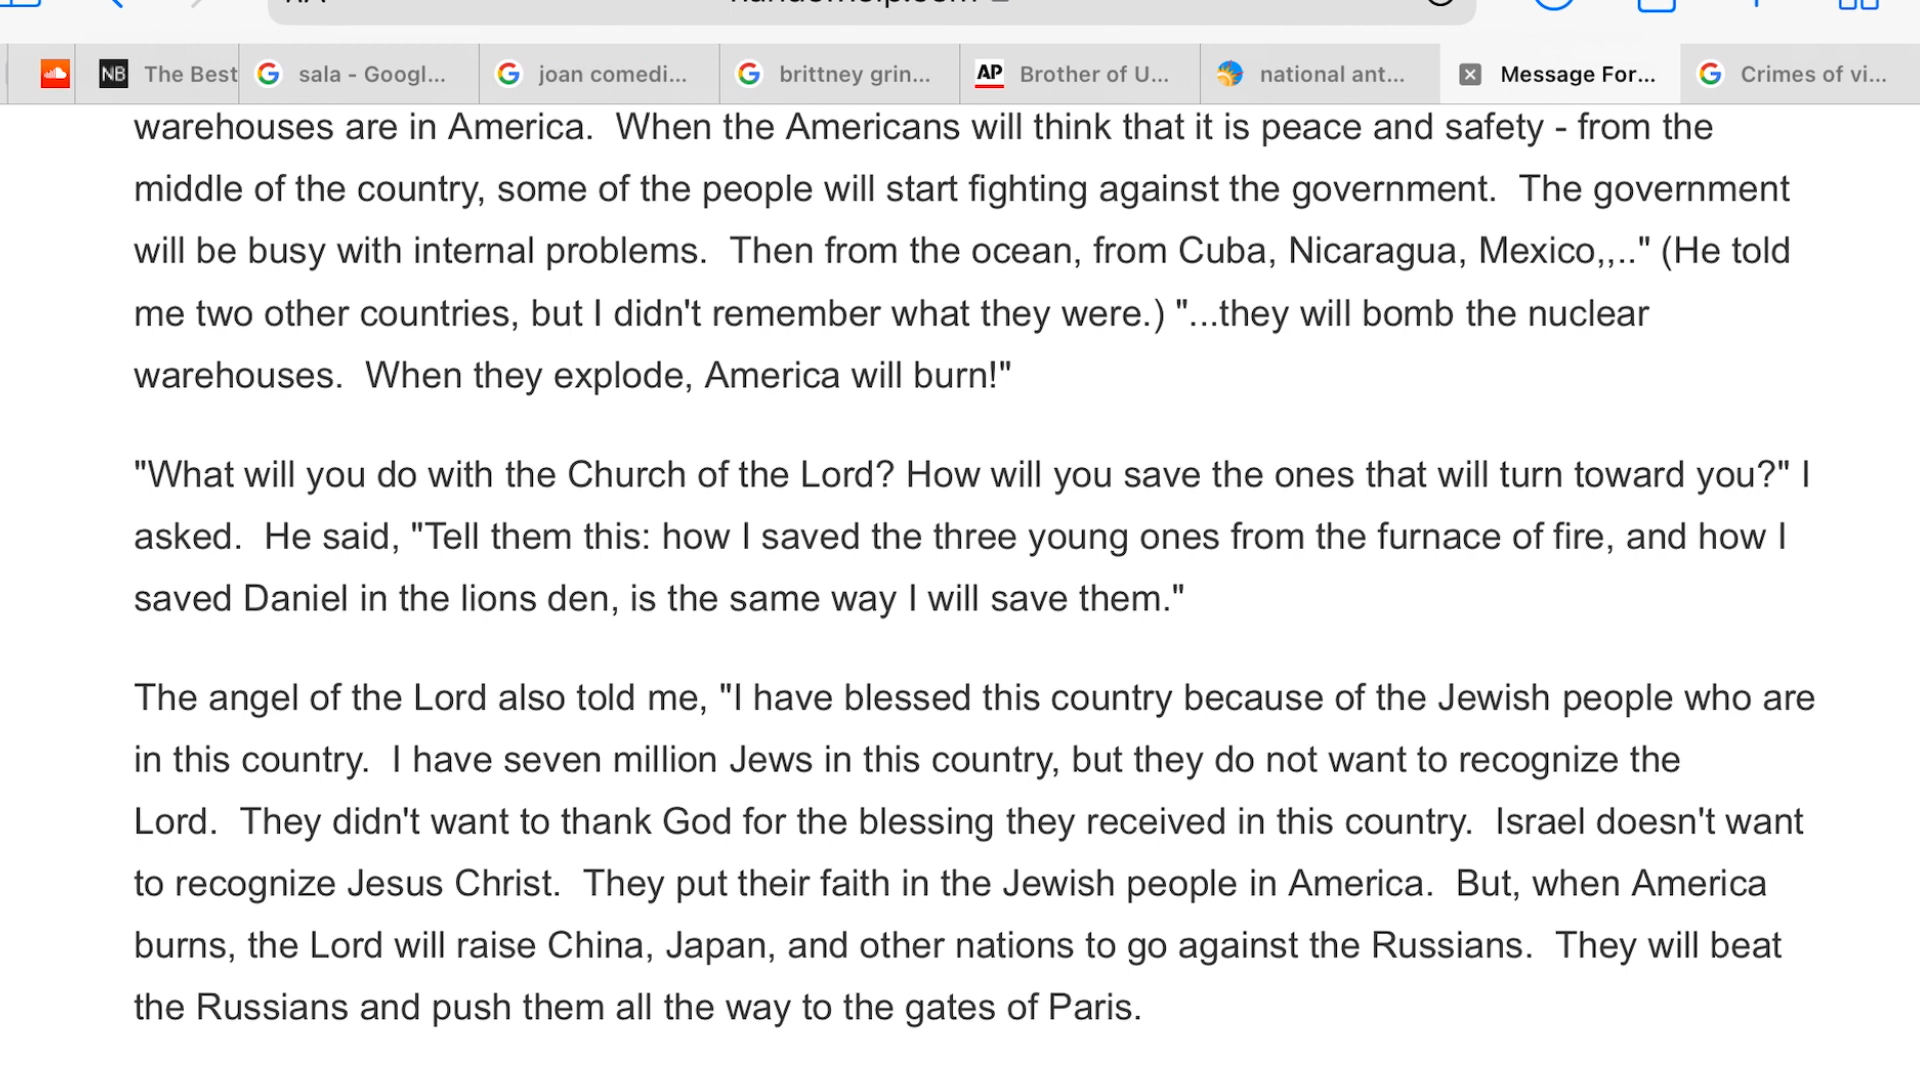 The Best
sala - Googl...
joan comedi...
brittney grin...
AP
Brother of U...
national ant...
Message For...
Crimes of vi...
NB
warehouses are in America.  When the Americans will think that it is peace and safety - from the
middle of the country, some of the people will start fighting against the government.  The government
will be busy with internal problems.  Then from the ocean, from Cuba, Nicaragua, Mexico,,.." (He told
me two other countries, but I didn't remember what they were.) "...they will bomb the nuclear
warehouses.  When they explode, America will burn!"
"What will you do with the Church of the Lord? How will you save the ones that will turn toward you?" I
asked.  He said, "Tell them this: how I saved the three young ones from the furnace of fire, and how I
saved Daniel in the lions den, is the same way I will save them."
The angel of the Lord also told me, "I have blessed this country because of the Jewish people who are
in this country.  I have seven million Jews in this country, but they do not want to recognize the
Lord.  They didn't want to thank God for the blessing they received in this country.  Israel doesn't want
to recognize Jesus Christ.  They put their faith in the Jewish people in America.  But, when America
burns, the Lord will raise China, Japan, and other nations to go against the Russians.  They will beat
the Russians and push them all the way to the gates of Paris.